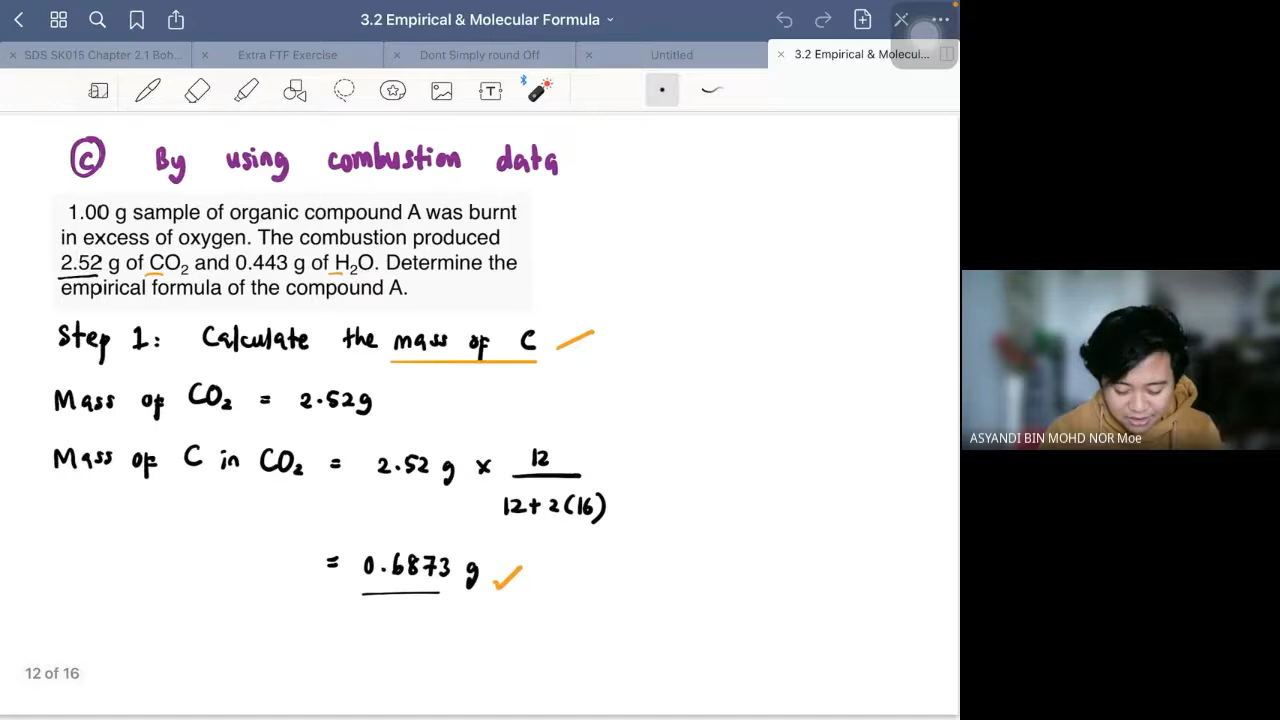 3.2 Empirical & Molecular Formula
SDS SK015 Chapter 2.1 Boh...
Extra FTF Exercise
Dont Simply round Off
Untitled
3.2 Empirical & Molecul...
T
© By using combustion data
1.00 g sample of organic compound A was burnt
in excess of oxygen. The combustion produced
2.52 g of CO₂ and 0.443 g of H₂O. Determine the
empirical formula of the compound A.
Step 1: Calculate the mass of C
Mass of CO₂ = 2.52g
Mass of C in CO₂ = 2.52 g × 12
12+2(16)
= 0.6873 g
12 of 16
ASYANDI BIN MOHD NOR Moe